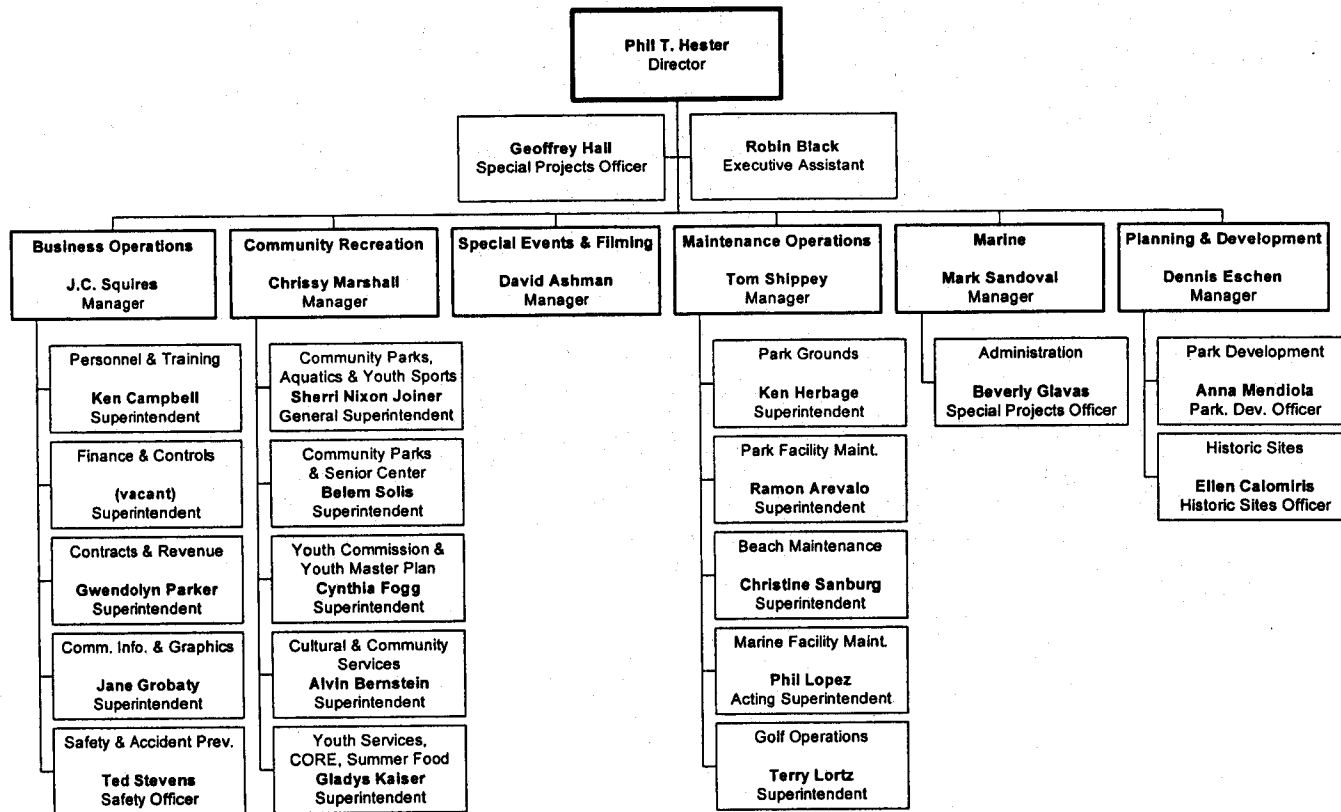 Phil T. Hester
Director
Geoffrey Hall
Special Projects Officer
Robin Black
Executive Assistant
Business Operations
J.C. Squires
Manager
Community Recreation
Chrissy Marshall
Manager
Special Events & Filming
David Ashman
Manager
Maintenance Operations
Tom Shippey
Manager
Marine
Mark Sandoval
Manager
Planning & Development
Dennis Eschen
Manager
Personnel & Training
Ken Campbell
Superintendent
Finance & Controls
(vacant)
Superintendent
Contracts & Revenue
Gwendolyn Parker
Superintendent
Comm. Info. & Graphics
Jane Grobaty
Superintendent
Safety & Accident Prev.
Ted Stevens
Safety Officer
Community Parks,
Aquatics & Youth Sports
Sherri Nixon Joiner
General Superintendent
Community Parks
& Senior Center
Belem Solis
Superintendent
Youth Commission &
Youth Master Plan
Cynthia Fogg
Superintendent
Cultural & Community
Services
Alvin Bernstein
Superintendent
Youth Services,
CORE, Summer Food
Gladys Kaiser
Superintendent
Park Grounds
Ken Herbage
Superintendent
Park Facility Maint.
Ramon Arevalo
Superintendent
Beach Maintenance
Christine Sanburg
Superintendent
Marine Facility Maint.
Phil Lopez
Acting Superintendent
Golf Operations
Terry Lortz
Superintendent
Administration
Beverly Glavas
Special Projects Officer
Park Development
Anna Mendiola
Park. Dev. Officer
Historic Sites
Ellen Calomiris
Historic Sites Officer